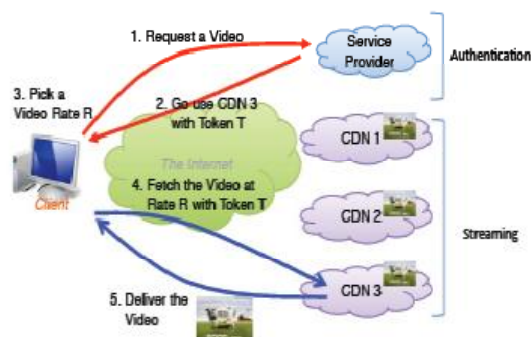 1. Request a Video
Service
Provider
Authentication
3. Pick a
Video Rate R
2. Go use CDN 3
with Token T
CDN 1
The Internet
4. Fetch the Video at
Rate R with Token T
Client
CDN 2
Streaming
CDN 3
5. Deliver the
Video